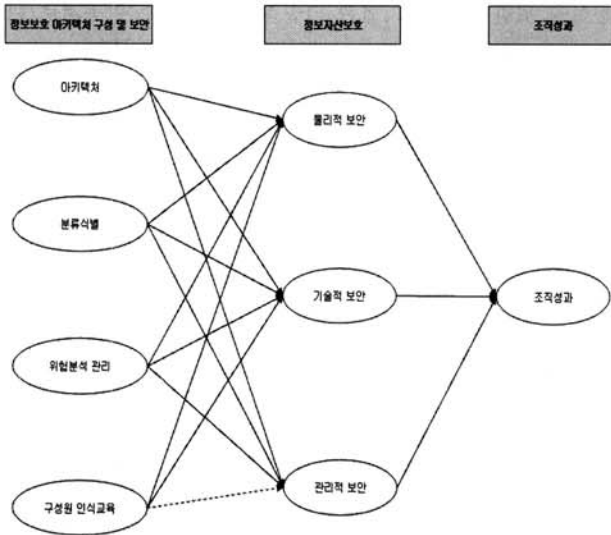 정보보호 아키텍처 구성 및 보안
정보자산보호
조직성과
아키텍처
물리적 보안
분류식별
기술적 보안
조직성과
위험분석 관리
관리적 보안
구성원 인식교육